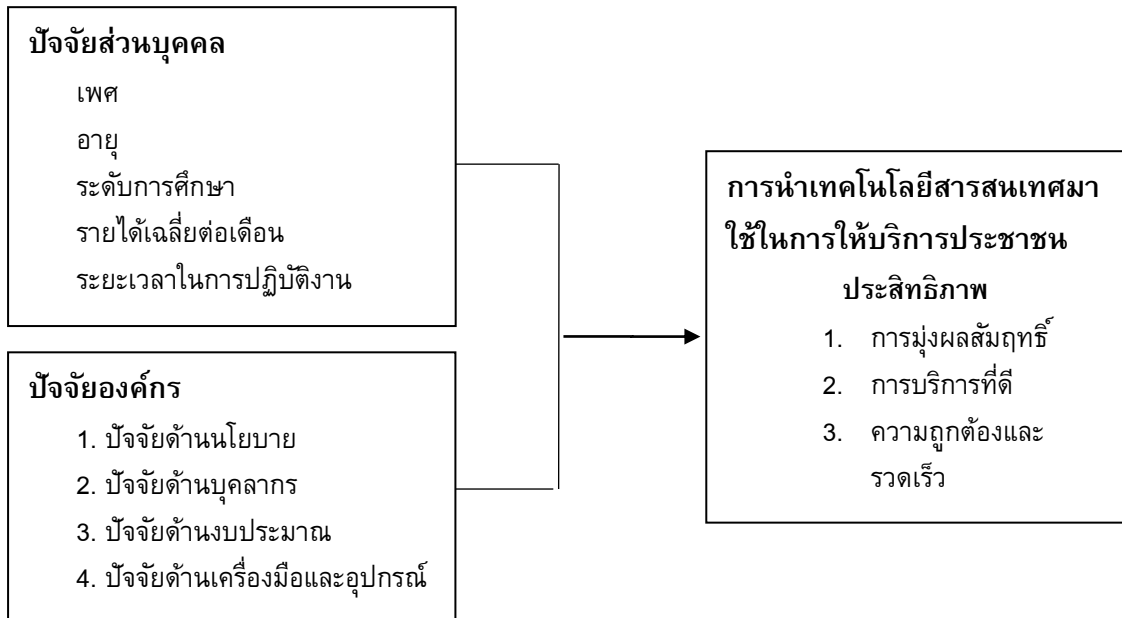 ปัจจัยส่วนบุคคล
เพศ
อายุ
ระดับการศึกษา
รายได้เฉลี่ยต่อเดือน
ระยะเวลาในการปฏิบัติงาน
ปัจจัยองค์กร
1. ปัจจัยด้านนโยบาย
2. ปัจจัยด้านบุคลากร
3. ปัจจัยด้านงบประมาณ
4. ปัจจัยด้านเครื่องมือและอุปกรณ์
การนำเทคโนโลยีสารสนเทศมา
ใช้ในการให้บริการประชาชน
ประสิทธิภาพ
1. การมุ่งผลสัมฤทธิ์
2. การบริการที่ดี
3. ความถูกต้องและ
รวดเร็ว